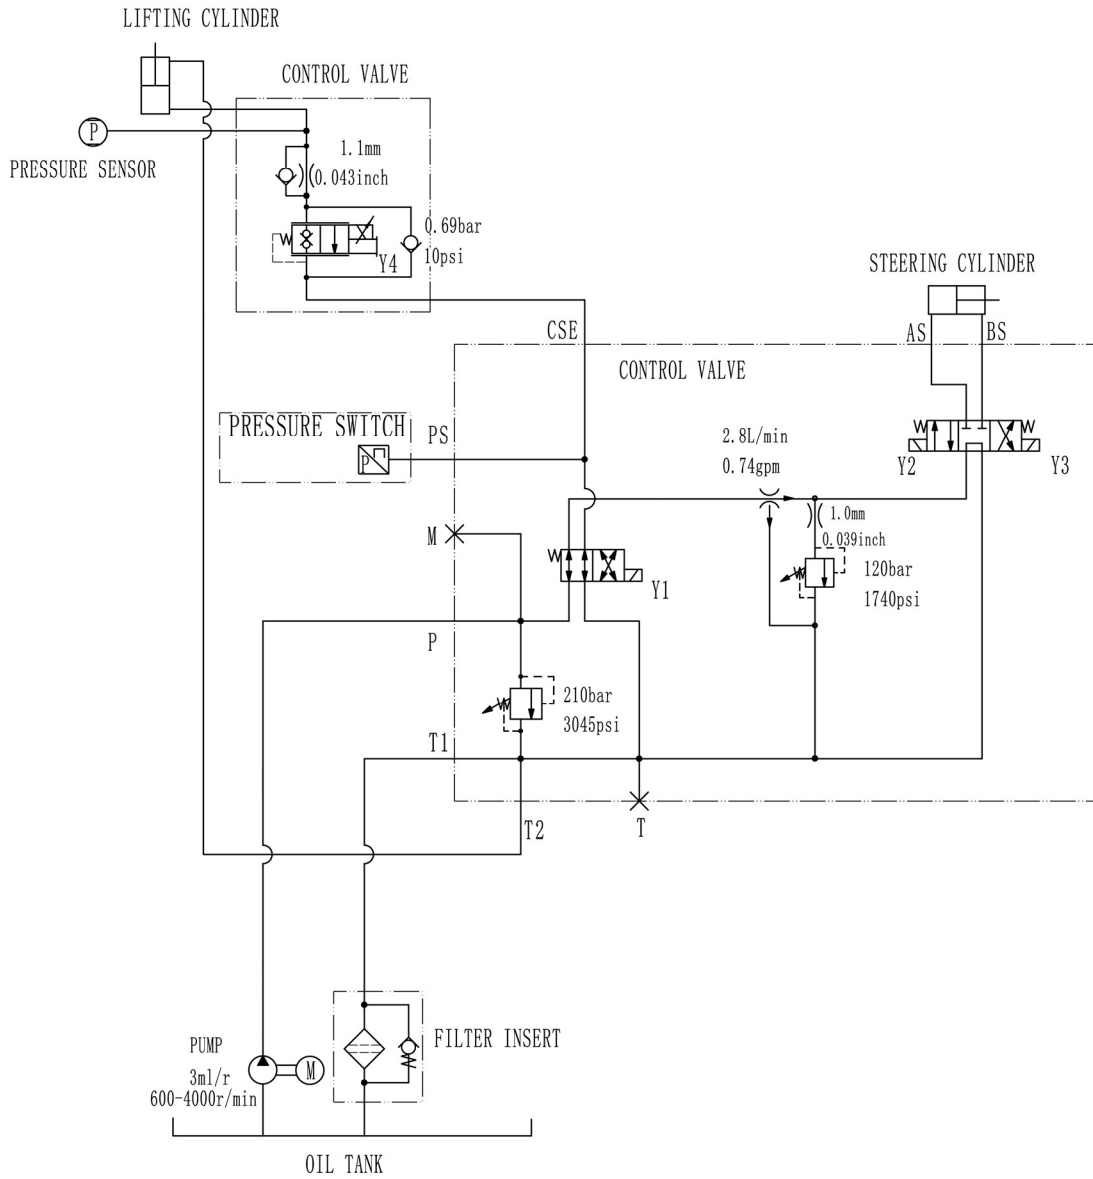 LIFTING CYLINDER
CONTROL VALVE
P
PRESSURE SENSOR
1.1mm
0.043inch
0.69bar
10psi
Y4
STEERING CYLINDER
CSE
AS
BS
CONTROL VALVE
PRESSURE SWITCH
P
PS
2.8L/min
0.74gpm
Y2
Y3
M
1.0mm
0.039inch
120bar
1740psi
Y1
P
210bar
3045psi
T1
T2
T
PUMP
3ml/r
600-4000r/min
M
FILTER INSERT
OIL TANK